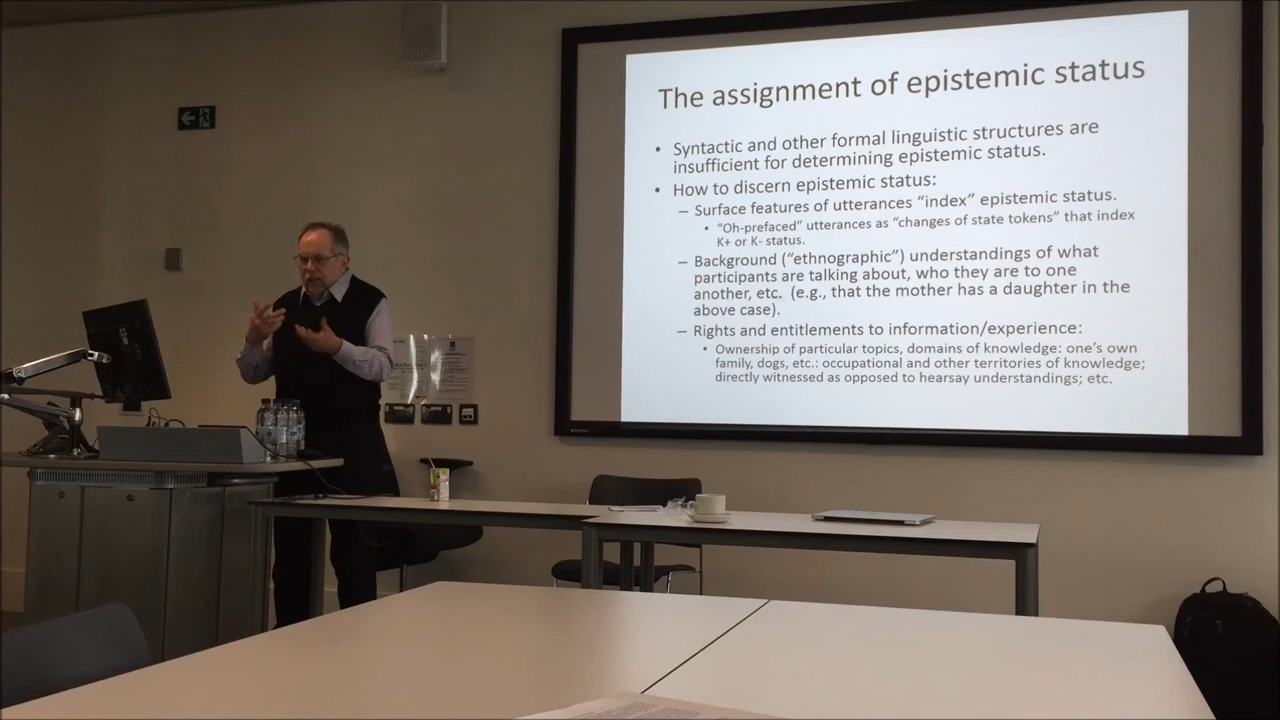 The assignment of epistemic status
• Syntactic and other formal linguistic structures are
insufficient for determining epistemic status.
• How to discern epistemic status:
– Surface features of utterances “index” epistemic status.
• “Oh-prefaced” utterances as “changes of state tokens” that index
K+ or K- status.
– Background (“ethnographic”) understandings of what
participants are talking about, who they are to one
another, etc. (e.g., that the mother has a daughter in the
above case).
– Rights and entitlements to information/experience:
• Ownership of particular topics, domains of knowledge: one’s own
family, dogs, etc.: occupational and other territories of knowledge;
directly witnessed as opposed to hearsay understandings; etc.